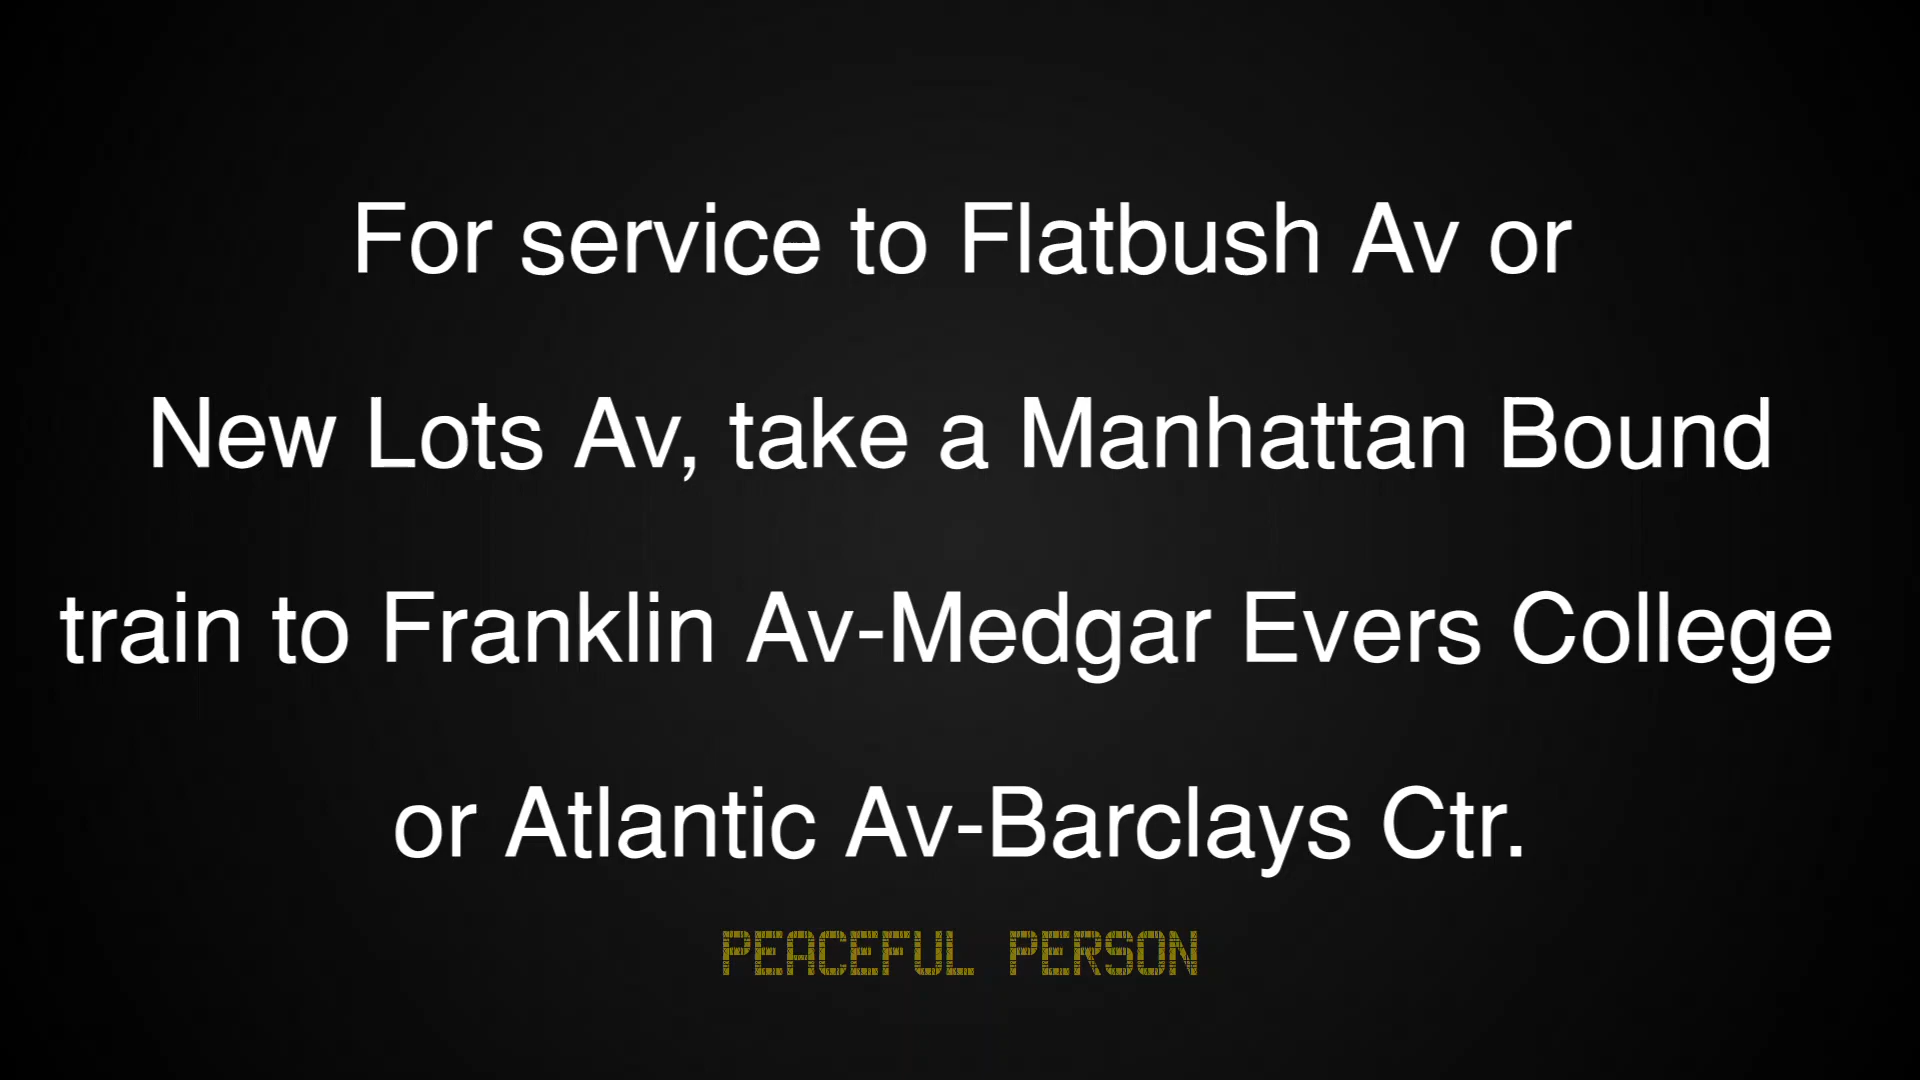 For service to Flatbush Av or
New Lots Av, take a Manhattan Bound
train to Franklin Av-Medgar Evers College
or Atlantic Av-Barclays Ctr.
PEACEFUL PERSON